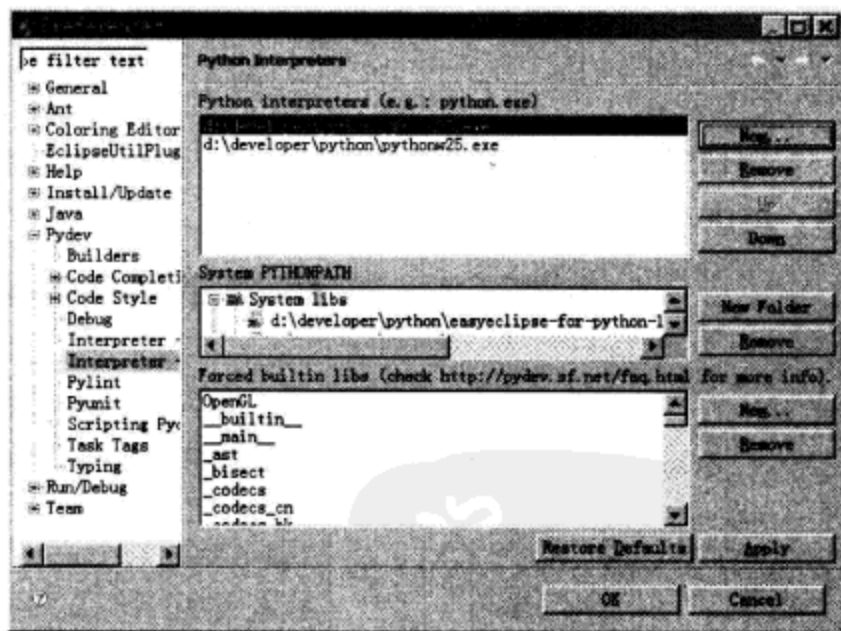 e filter text
General
Ant
Coloring Editor
EclipseUtilPlug
Help
Install/Update
Java
Pydev
Builders
Code Completi
Code Style
Debug
Interpreter -
Interpreter -
Pylint
Pyunit
Scripting Pyd
Task Tags
Typing
Run/Debug
Team
Python Interpreters
Python interpreters (e.g.: python.exe)
d:\developer\python\pythonw25.exe
New...
Remove
Up
Down
System PYTHONPATH
System libs
d:\developer\python\easyeclipse-for-python-1
New Folder
Remove
Forced builtin libs (check http://pydev.sf.net/faq.html for more info).
OpenGL
__builtin__
__main__
_ast
_bisect
_codecs
_codecs_cn
_codecs_hk
New...
Remove
Restore Defaults
Apply
OK
Cancel